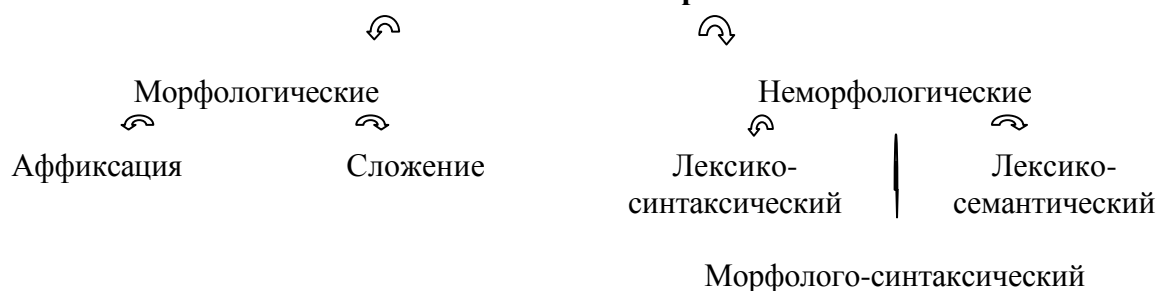 Морфологические Неморфологические
Аффиксация Сложение Лексико- Лексико-
синтаксический семантический
Морфолого-синтаксический